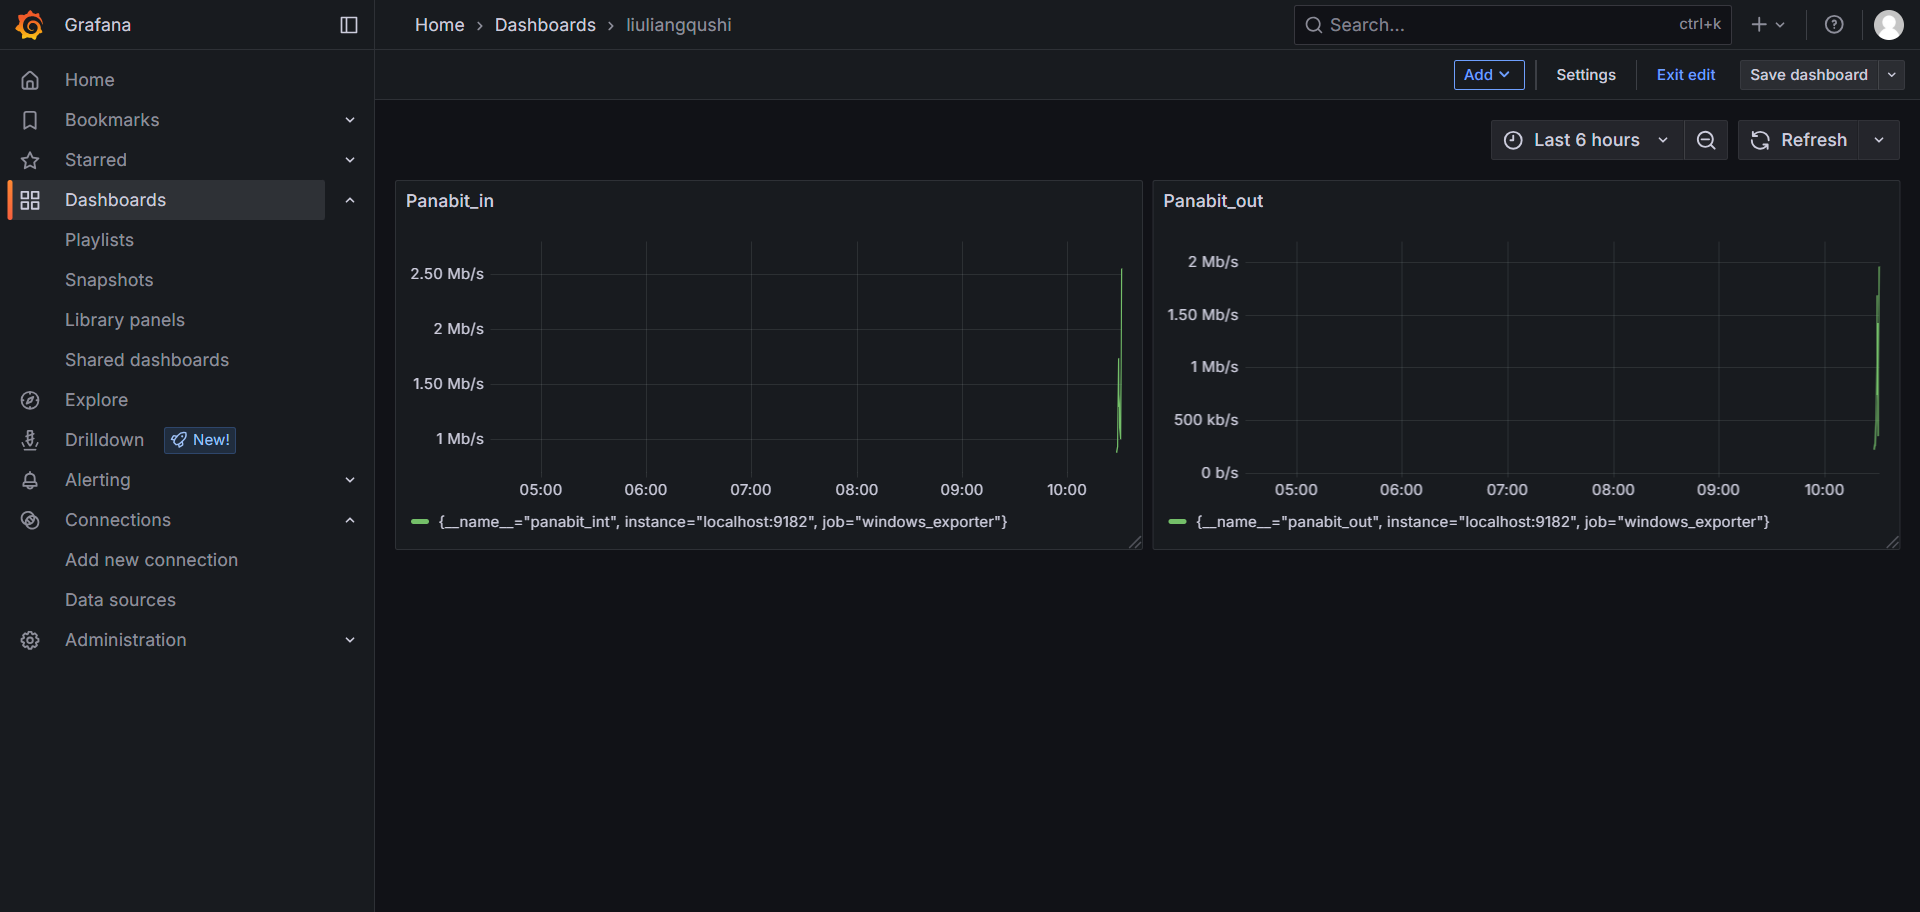 Grafana
Home › Dashboards › liuliangqushi
Search... ctrl+k
Home
Bookmarks
Starred
Dashboards
Playlists
Snapshots
Library panels
Shared dashboards
Explore
Drilldown New!
Alerting
Connections
Add new connection
Data sources
Administration
Add Settings Exit edit Save dashboard
Last 6 hours Refresh
Panabit_in
2.50 Mb/s
2 Mb/s
1.50 Mb/s
1 Mb/s
05:00 06:00 07:00 08:00 09:00 10:00
{__name__="panabit_int", instance="localhost:9182", job="windows_exporter"}
Panabit_out
2 Mb/s
1.50 Mb/s
1 Mb/s
500 kb/s
0 b/s
05:00 06:00 07:00 08:00 09:00 10:00
{__name__="panabit_out", instance="localhost:9182", job="windows_exporter"}